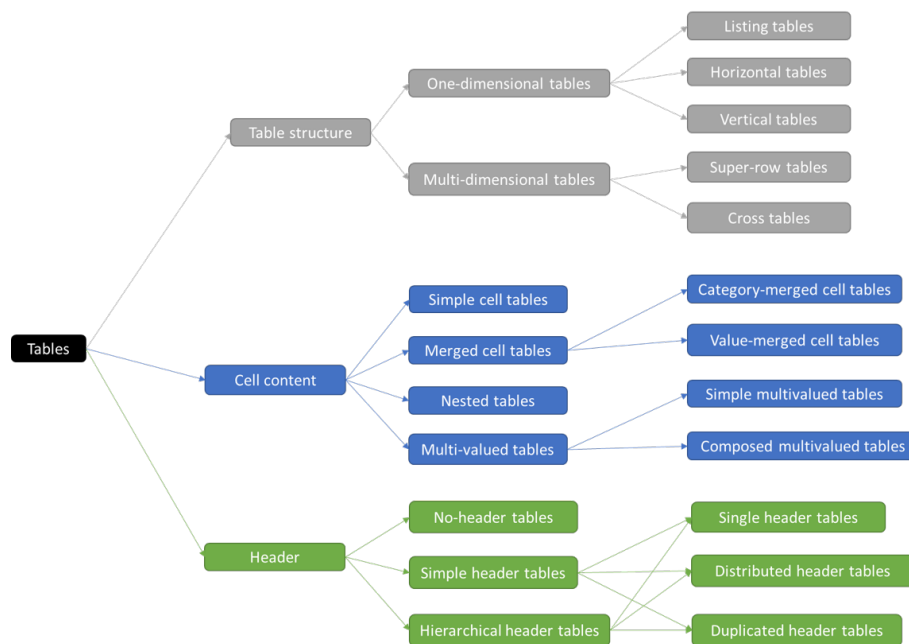 Listing tables
One-dimensional tables
Horizontal tables
Vertical tables
Table structure
Multi-dimensional tables
Super-row tables
Cross tables
Tables
Cell content
Simple cell tables
Merged cell tables
Category-merged cell tables
Value-merged cell tables
Nested tables
Multi-valued tables
Simple multivalued tables
Composed multivalued tables
Header
No-header tables
Simple header tables
Hierarchical header tables
Single header tables
Distributed header tables
Duplicated header tables